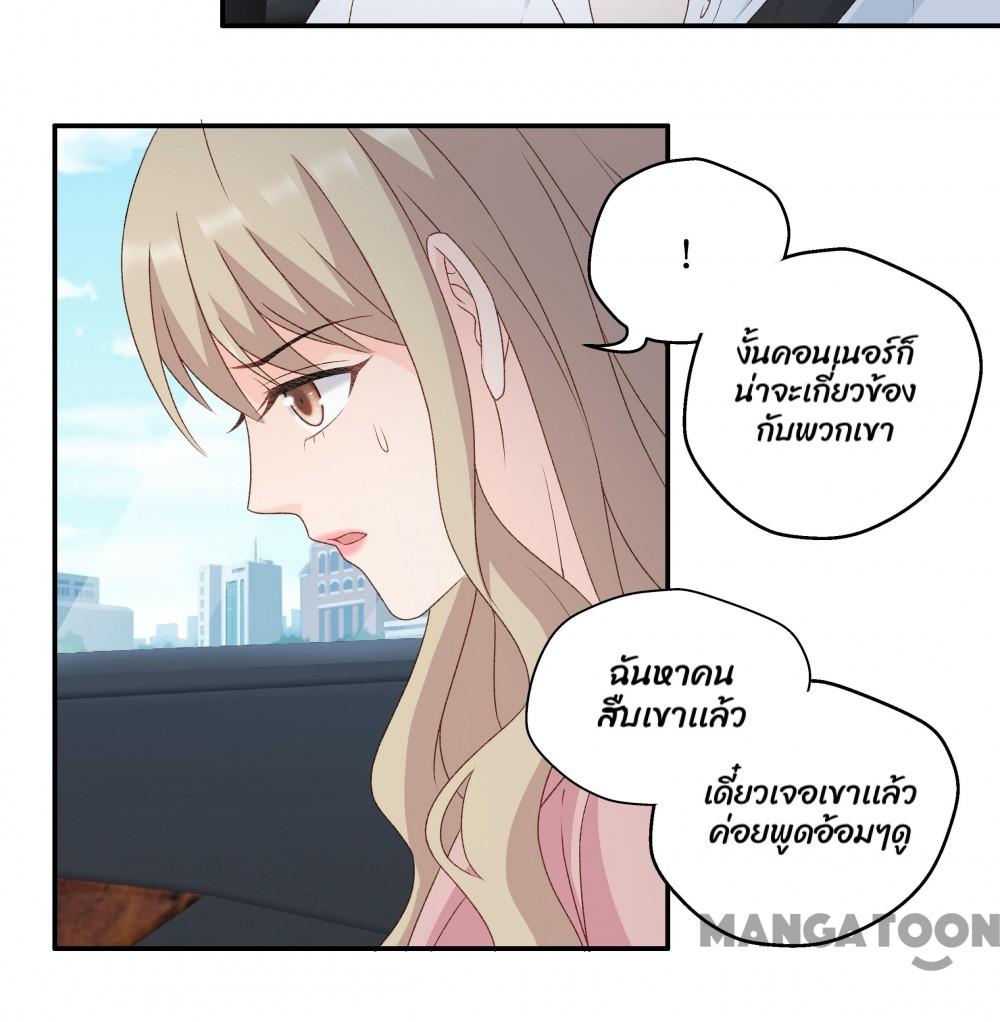 !
งั้นคอนเนอร์ก็
น่าจะเกี่ยวข้อง
กับพวกเขา
ฉันหาคน
สืบเขาแล้ว
เดี๋ยวเจอเขาแล้ว
ค่อยพูดอ้อมๆดู
MANGATOON